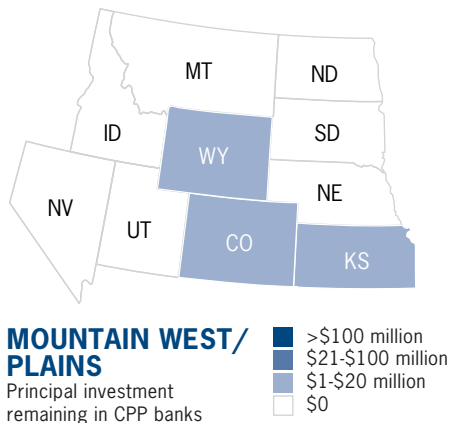 MT
ND
ID
WY
SD
NV
UT
CO
NE
KS
MOUNTAIN WEST/
PLAINS
Principal investment
remaining in CPP banks
>$100 million
$21-$100 million
$1-$20 million
$0